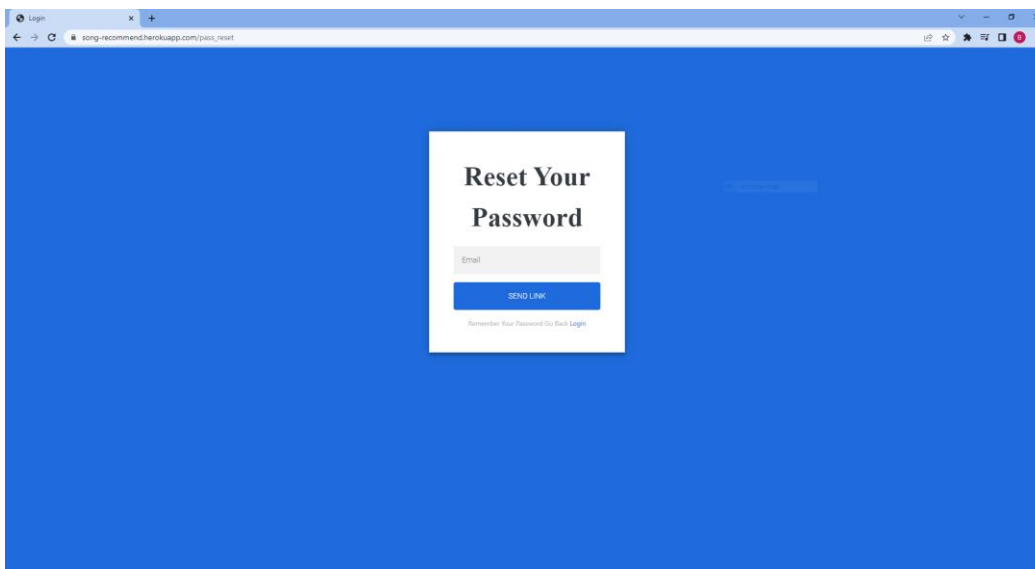 Login
song-recommend.herokuapp.com/pass_reset
B
Reset Your
Password
Email
SEND LINK
Remember Your Password Go Back Login